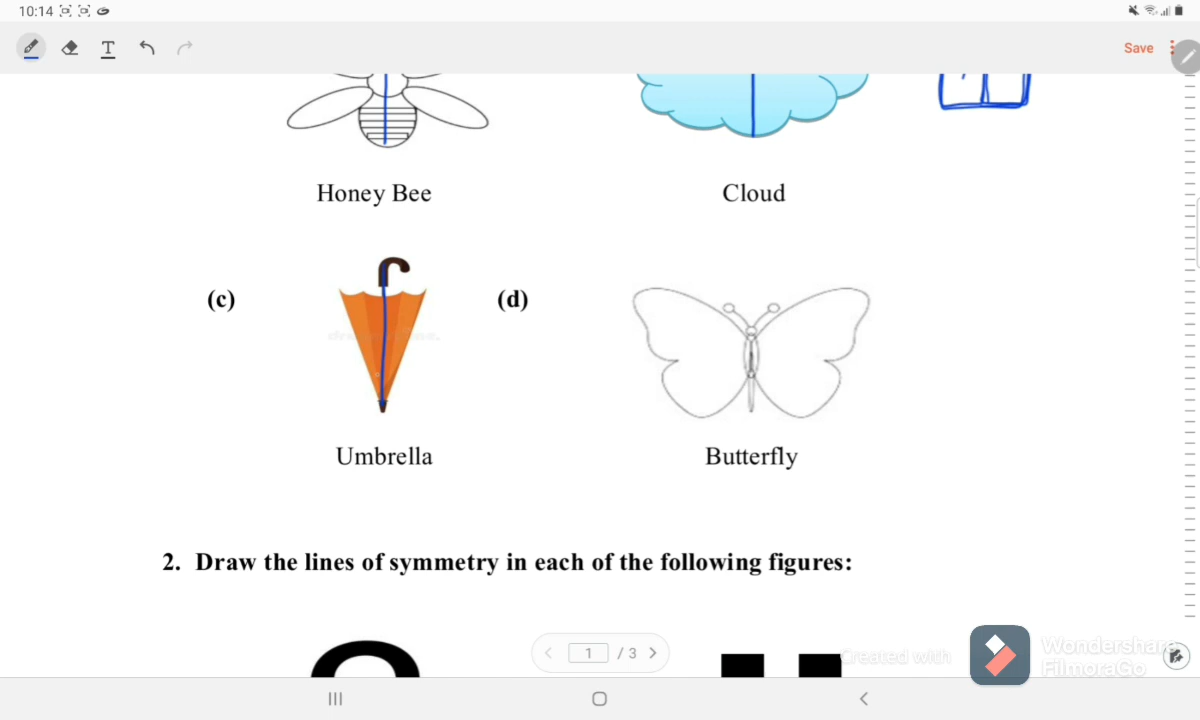 10:14
T
Save
Honey Bee
Cloud
(c)
(d)
Umbrella
Butterfly
2. Draw the lines of symmetry in each of the following figures:
< 1 / 3 >
Created with
Wondershare
FilmoraGo